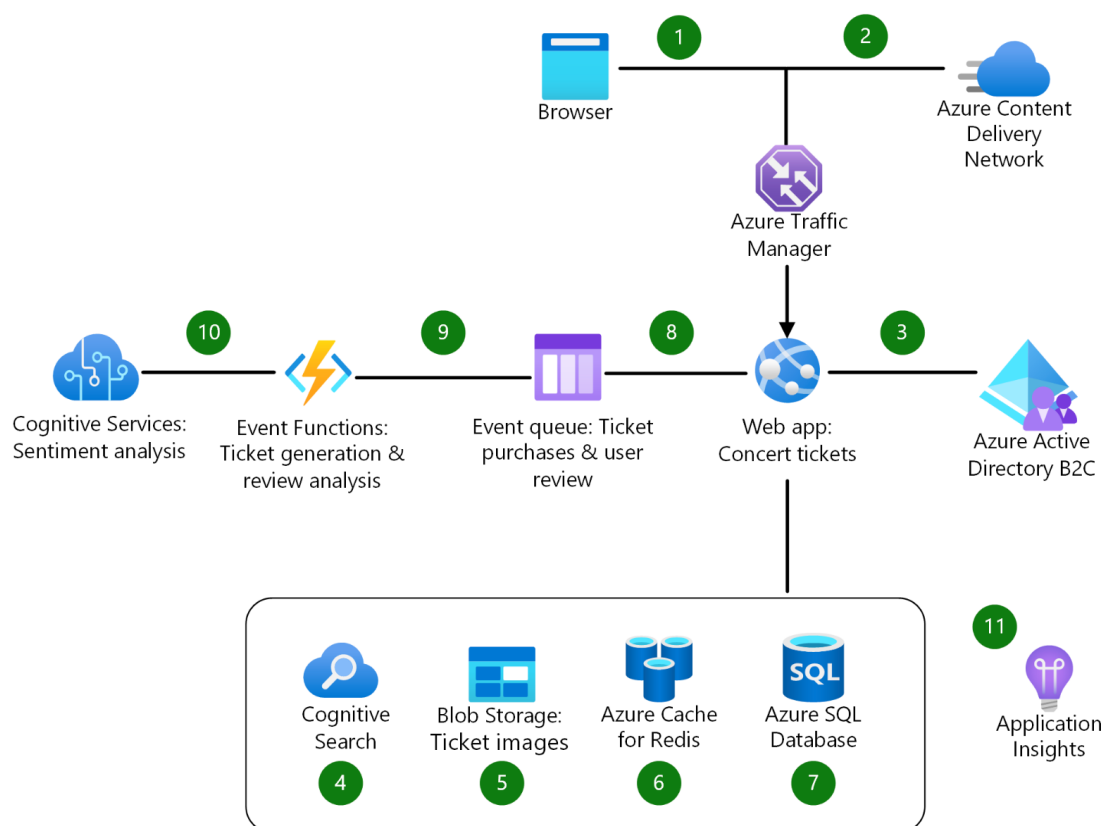 1
2
Browser
Azure Content
Delivery
Network
Azure Traffic
Manager
10
9
8
3
Cognitive Services:
Sentiment analysis
Event Functions:
Ticket generation &
review analysis
Event queue: Ticket
purchases & user
review
Web app:
Concert tickets
Azure Active
Directory B2C
11
SQL
Cognitive
Search
Blob Storage:
Ticket images
Azure Cache
for Redis
Azure SQL
Database
Application
Insights
4
5
6
7